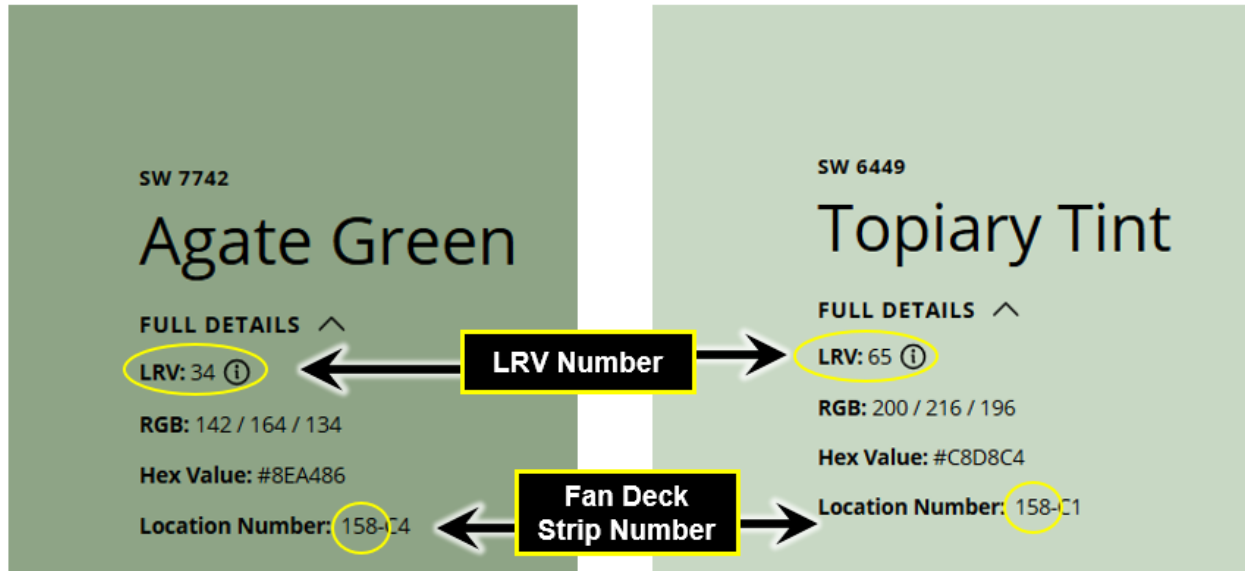 SW 7742
Agate Green
FULL DETAILS
LRV: 34
RGB: 142 / 164 / 134
Hex Value: #8EA486
Location Number: 158-C4
LRV Number
Fan Deck
Strip Number
SW 6449
Topiary Tint
FULL DETAILS
LRV: 65
RGB: 200 / 216 / 196
Hex Value: #C8D8C4
Location Number: 158-C1